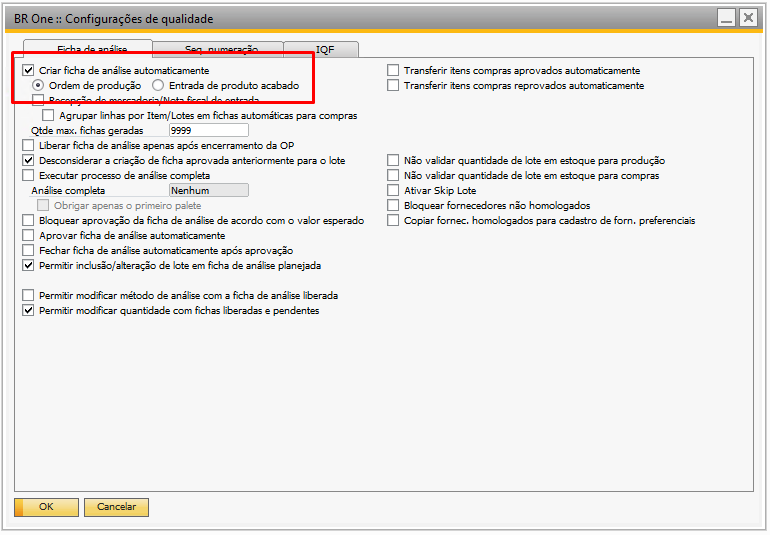 BR One :: Configurações de qualidade
Ficha de análise Seq. numeração IQF
Criar ficha de análise automaticamente Transferir itens compras aprovados automaticamente
Ordem de produção Entrada de produto acabado Transferir itens compras reprovados automaticamente
Recepção de mercadoria/Nota fiscal de entrada
Agrupar linhas por Item/Lotes em fichas automáticas para compras
Qtde max. fichas geradas 9999
Liberar ficha de análise apenas após encerramento da OP
Desconsiderar a criação de ficha aprovada anteriormente para o lote Não validar quantidade de lote em estoque para produção
Executar processo de análise completa Não validar quantidade de lote em estoque para compras
Análise completa Nenhum Ativar Skip Lote
Obrigar apenas o primeiro palete Bloquear fornecedores não homologados
Bloquear aprovação da ficha de análise de acordo com o valor esperado Copiar fornec. homologados para cadastro de forn. preferenciais
Aprovar ficha de análise automaticamente
Fechar ficha de análise automaticamente após aprovação
Permitir inclusão/alteração de lote em ficha de análise planejada
Permitir modificar método de análise com a ficha de análise liberada
Permitir modificar quantidade com fichas liberadas e pendentes
OK Cancelar